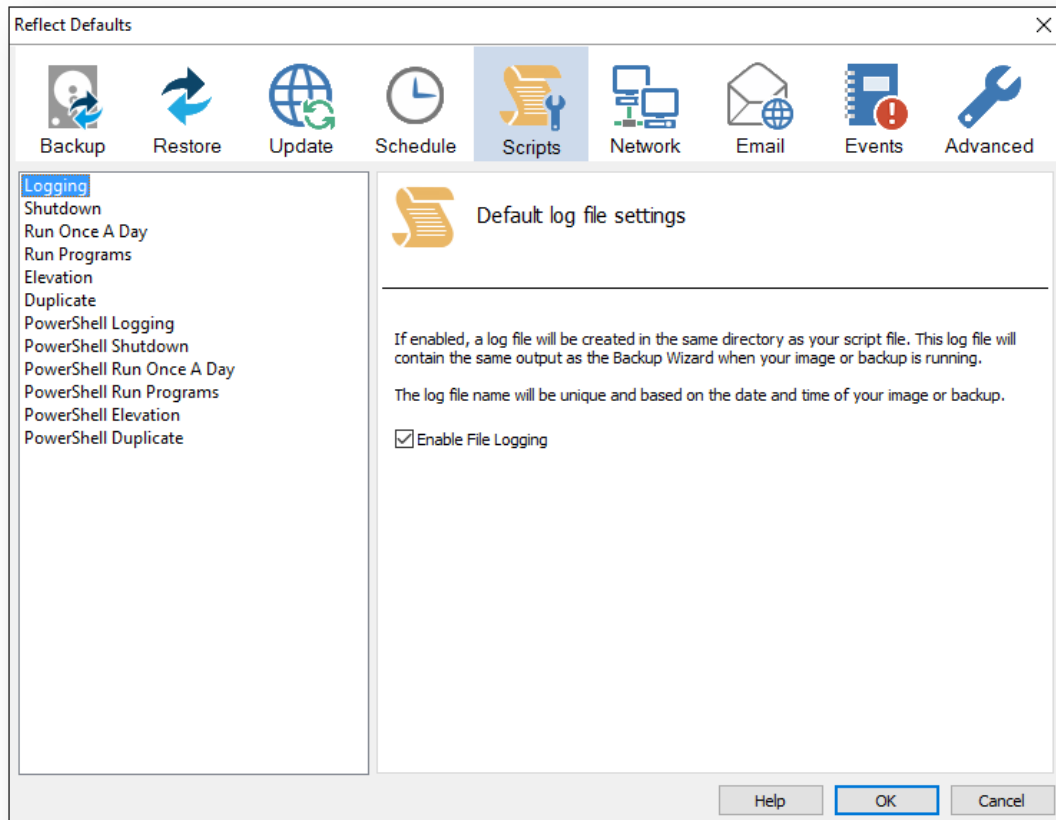 Reflect Defaults
Backup
Restore
Update
Schedule
Scripts
Network
Email
Events
Advanced
Logging
Shutdown
Run Once A Day
Run Programs
Elevation
Duplicate
PowerShell Logging
PowerShell Shutdown
PowerShell Run Once A Day
PowerShell Run Programs
PowerShell Elevation
PowerShell Duplicate
Default log file settings
If enabled, a log file will be created in the same directory as your script file. This log file will
contain the same output as the Backup Wizard when your image or backup is running.
The log file name will be unique and based on the date and time of your image or backup.
Enable File Logging
Help
OK
Cancel